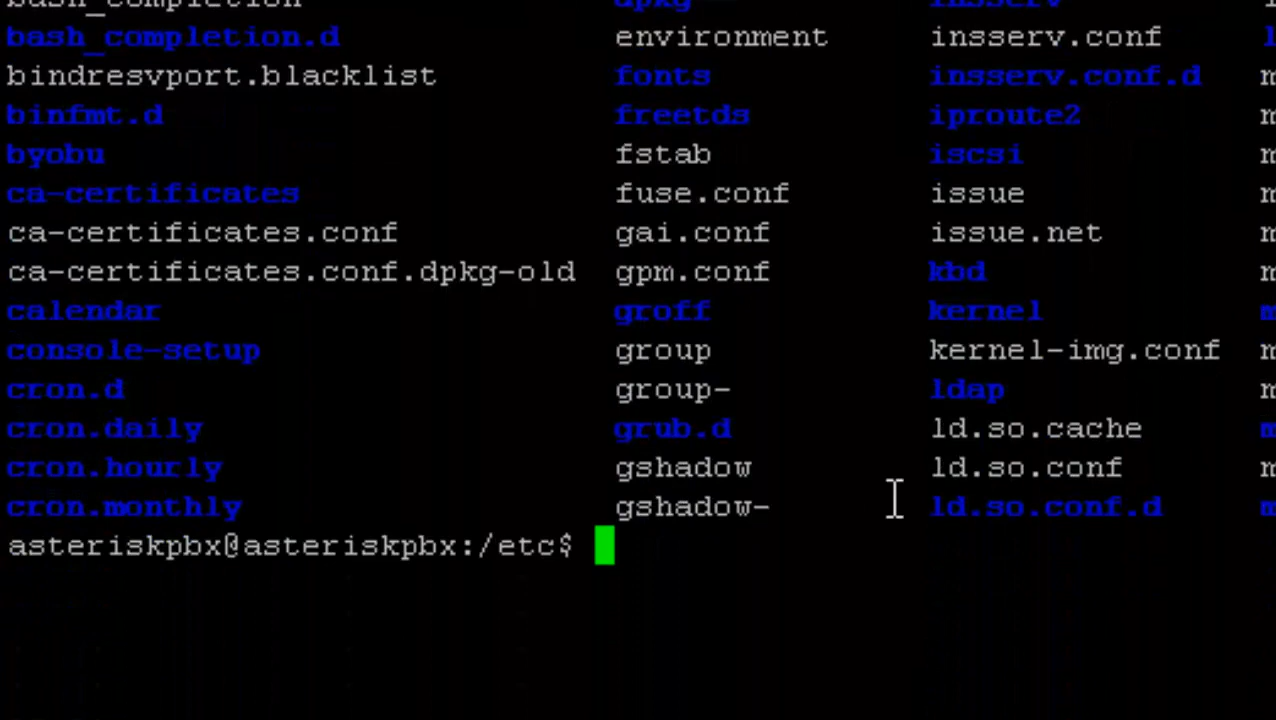 bash_completion dpkg insserv
bash_completion.d environment insserv.conf
bindresvport.blacklist fonts insserv.conf.d
binfmt.d freetds iproute2
byobu fstab iscsi
ca-certificates fuse.conf issue
ca-certificates.conf gai.conf issue.net
ca-certificates.conf.dpkg-old gpm.conf kbd
calendar groff kernel
console-setup group kernel-img.conf
cron.d group- ldap
cron.daily grub.d ld.so.cache
cron.hourly gshadow ld.so.conf
cron.monthly gshadow- ld.so.conf.d
asteriskpbx@asteriskpbx:/etc$